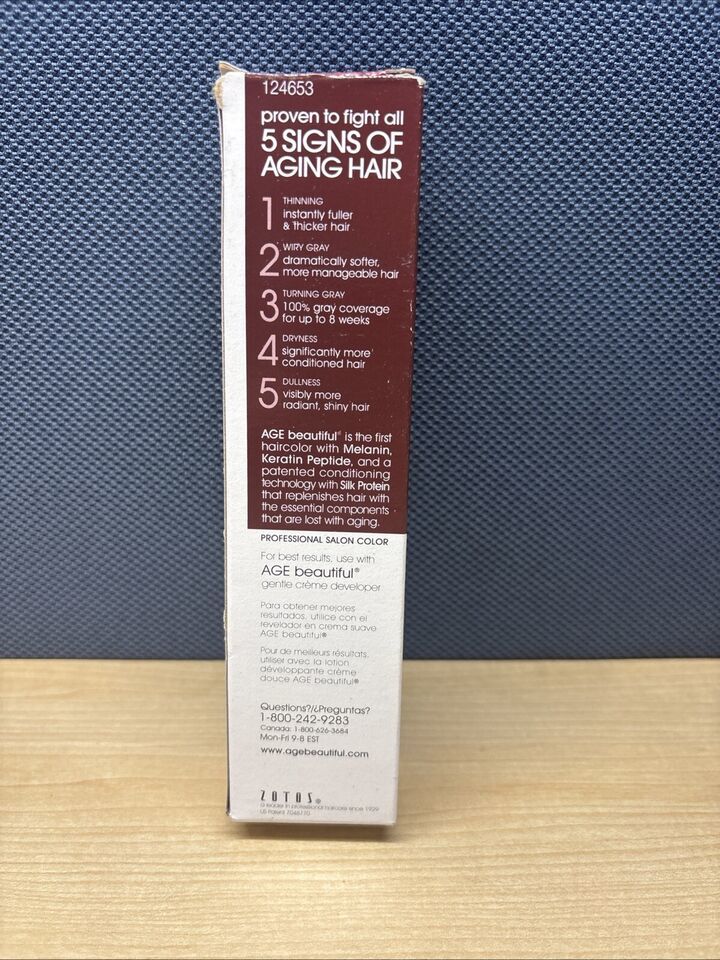 124653
proven to fight all
5 SIGNS OF
AGING HAIR
1 THINNING
instantly fuller
& thicker hair
2 WIRY GRAY
dramatically softer,
more manageable hair
3 TURNING GRAY
100% gray coverage
for up to 8 weeks
4 DRYNESS
significantly more
conditioned hair
5 DULLNESS
visibly more
radiant, shiny hair
AGE beautiful® is the first
haircolor with Melanin,
Keratin Peptide, and a
patented conditioning
technology with Silk Protein
that replenishes hair with
the essential components
that are lost with aging.
PROFESSIONAL SALON COLOR
For best results, use with
AGE beautiful®
gentle crème developer
Para obtener mejores
resultados, utilice con el
revelador en crema suave
AGE beautiful®
Pour de meilleurs résultats,
utiliser avec la lotion
développante crème
douce AGE beautiful®
Questions?/¿Preguntas?
1-800-242-9283
Canada: 1-800-626-3684
Mon-Fri 9-8 EST
www.agebeautiful.com
ZOTOS®
a leader in professional haircare since 1929
US Patent 7048770